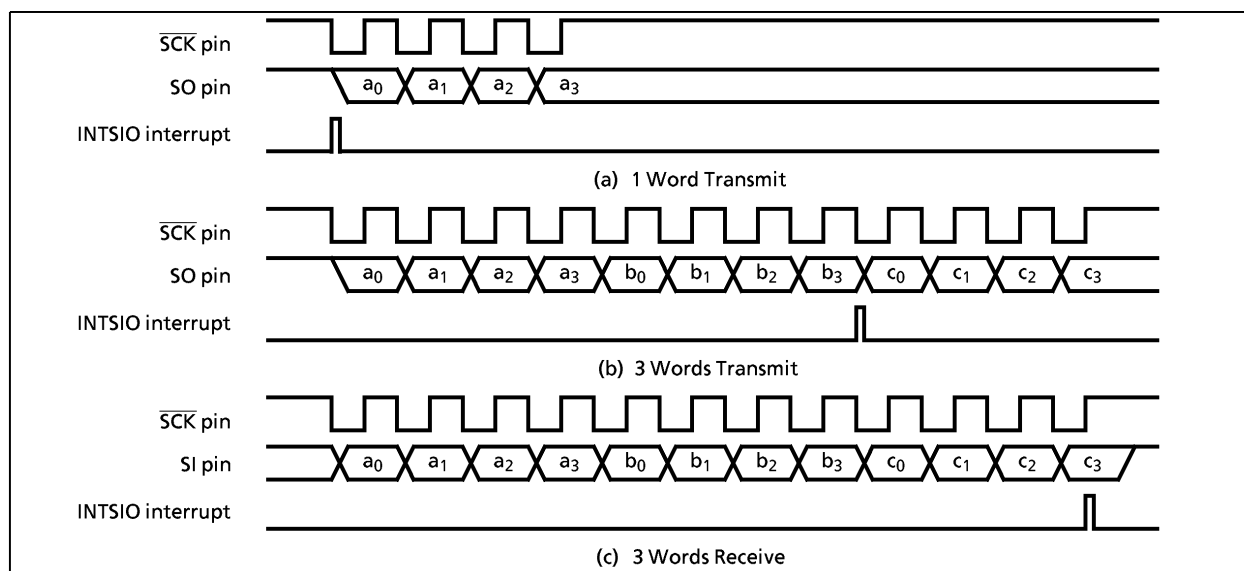 SCK pin
SO pin a0 a1 a2 a3
INTSIO interrupt
(a) 1 Word Transmit
SCK pin
SO pin a0 a1 a2 a3 b0 b1 b2 b3 c0 c1 c2 c3
INTSIO interrupt
(b) 3 Words Transmit
SCK pin
SI pin a0 a1 a2 a3 b0 b1 b2 b3 c0 c1 c2 c3
INTSIO interrupt
(c) 3 Words Receive